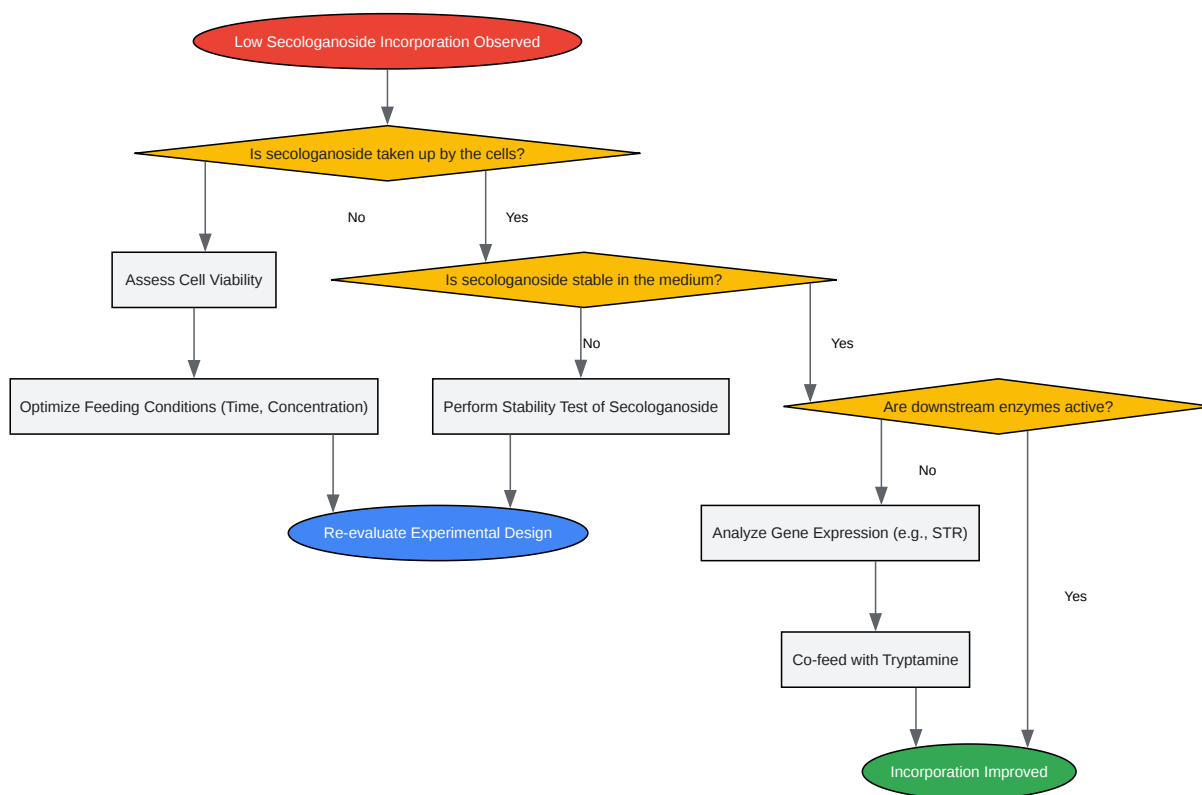 Low Secologanoside Incorporation Observed
Is secologanoside taken up by the cells?
No
Yes
Assess Cell Viability
Is secologanoside stable in the medium?
No
Yes
Optimize Feeding Conditions (Time, Concentration)
Perform Stability Test of Secologanoside
Are downstream enzymes active?
No
Re-evaluate Experimental Design
Analyze Gene Expression (e.g., STR)
Yes
Co-feed with Tryptamine
Incorporation Improved